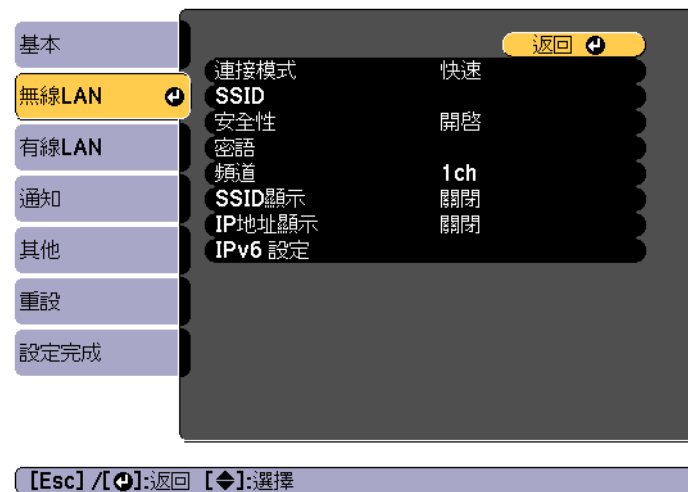 基本
無線LAN
有線LAN
通知
其他
重設
設定完成
返回
連接模式 快速
SSID
安全性 開啓
密語
頻道 1ch
SSID顯示 關閉
IP地址顯示 關閉
IPv6 設定
[Esc] /[⏎]:返回 [◆]:選擇